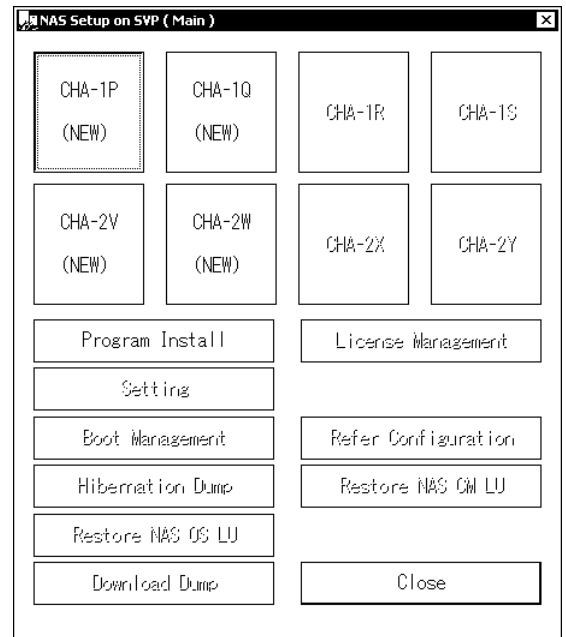 NAS Setup on SVP ( Main )
CHA-1P
(NEW)
CHA-1Q
(NEW)
CHA-1R
CHA-1S
CHA-2V
(NEW)
CHA-2W
(NEW)
CHA-2X
CHA-2Y
Program Install
License Management
Setting
Boot Management
Refer Configuration
Hibernation Dump
Restore NAS CM LU
Restore NAS OS LU
Download Dump
Close